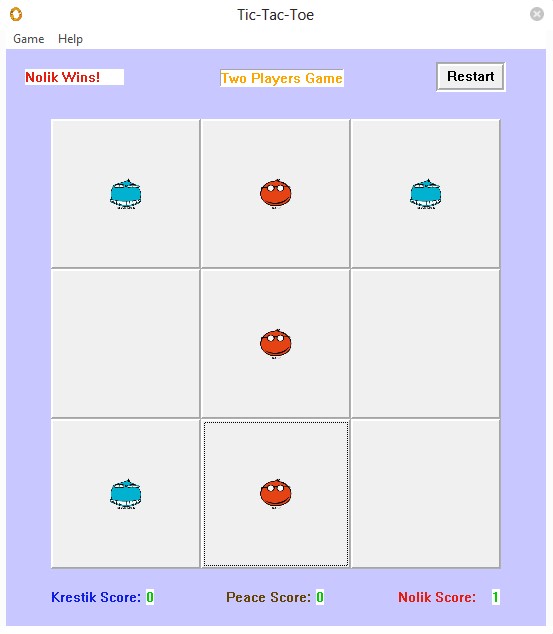 Tic-Tac-Toe
Game Help
Nolik Wins! Two Players Game Restart
Krestik Score: 0 Peace Score: 0 Nolik Score: 1